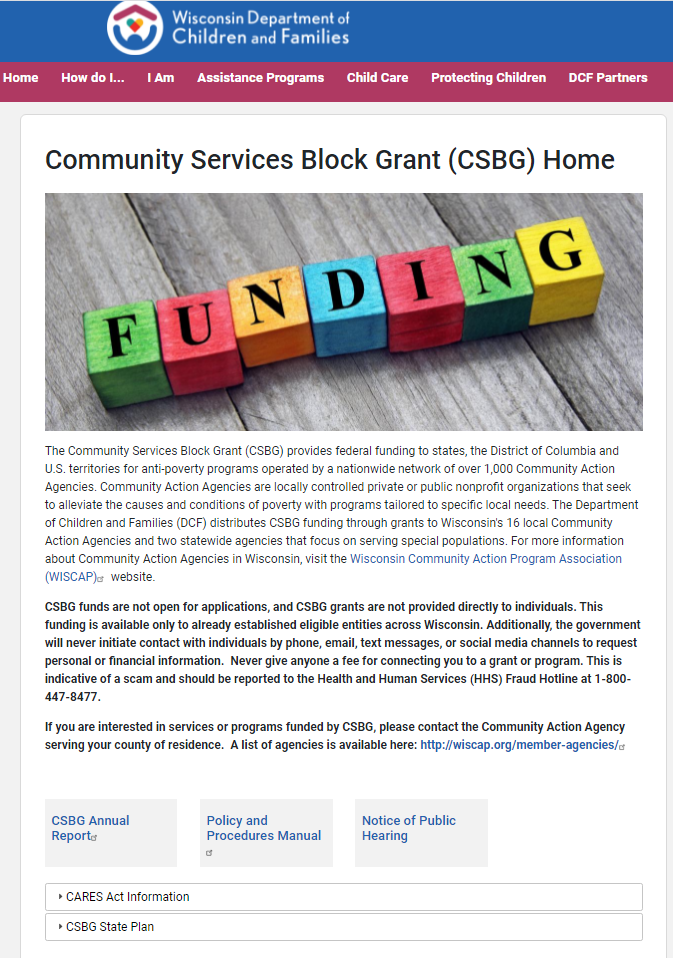 Wisconsin Department of
Children and Families
Home How do I... I Am Assistance Programs Child Care Protecting Children DCF Partners
Community Services Block Grant (CSBG) Home
FUNDING
The Community Services Block Grant (CSBG) provides federal funding to states, the District of Columbia and
U.S. territories for anti-poverty programs operated by a nationwide network of over 1,000 Community Action
Agencies. Community Action Agencies are locally controlled private or public nonprofit organizations that seek
to alleviate the causes and conditions of poverty with programs tailored to specific local needs. The Department
of Children and Families (DCF) distributes CSBG funding through grants to Wisconsin's 16 local Community
Action Agencies and two statewide agencies that focus on serving special populations. For more information
about Community Action Agencies in Wisconsin, visit the Wisconsin Community Action Program Association
(WISCAP) website.
CSBG funds are not open for applications, and CSBG grants are not provided directly to individuals. This
funding is available only to already established eligible entities across Wisconsin. Additionally, the government
will never initiate contact with individuals by phone, email, text messages, or social media channels to request
personal or financial information. Never give anyone a fee for connecting you to a grant or program. This is
indicative of a scam and should be reported to the Health and Human Services (HHS) Fraud Hotline at 1-800-
447-8477.
If you are interested in services or programs funded by CSBG, please contact the Community Action Agency
serving your county of residence. A list of agencies is available here: http://wiscap.org/member-agencies/
CSBG Annual
Report
Policy and
Procedures Manual
Notice of Public
Hearing
CARES Act Information
CSBG State Plan